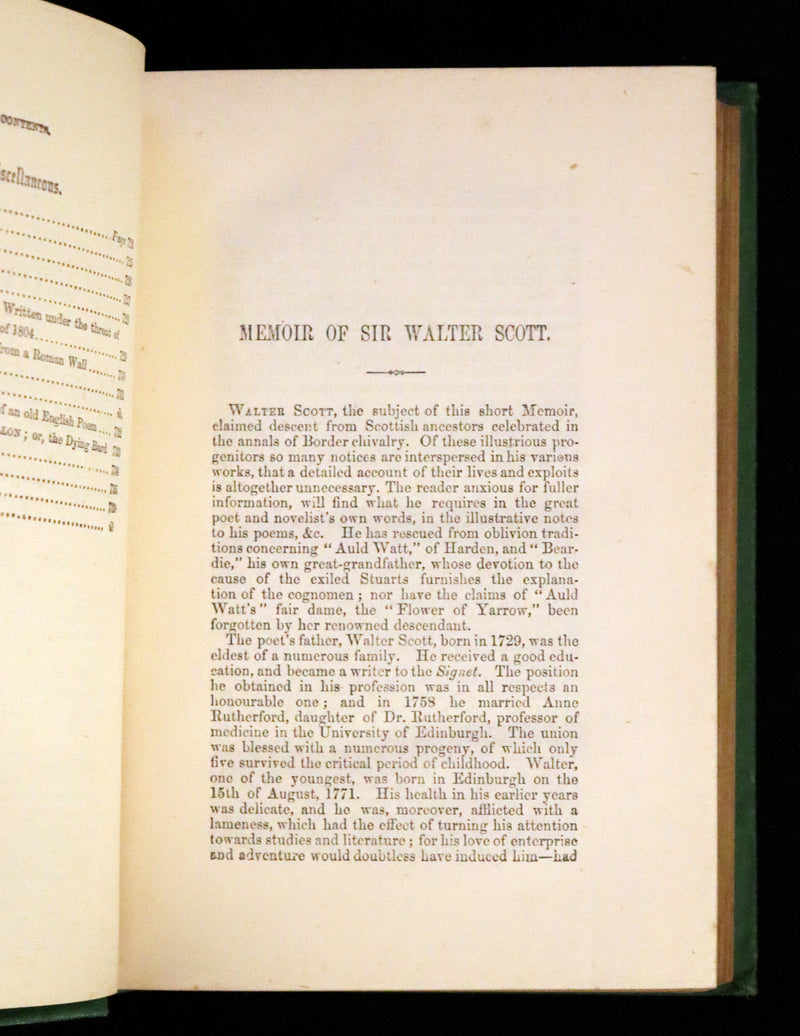 CONTENTS.
Page
Written under the threat of
of 1804
from a Roman Wall
of an old English Poem
or, the Dying Bard
MEMOIR OF SIR WALTER SCOTT.
WALTER SCOTT, the subject of this short Memoir,
claimed descent from Scottish ancestors celebrated in
the annals of Border chivalry. Of these illustrious pro-
genitors so many notices are interspersed in his various
works, that a detailed account of their lives and exploits
is altogether unnecessary. The reader anxious for fuller
information, will find what he requires in the great
poet and novelist's own words, in the illustrative notes
to his poems, &c. He has rescued from oblivion tradi-
tions concerning "Auld Watt," of Harden, and "Bear-
die," his own great-grandfather, whose devotion to the
cause of the exiled Stuarts furnishes the explana-
tion of the cognomen; nor have the claims of "Auld
Watt's" fair dame, the "Flower of Yarrow," been
forgotten by her renowned descendant.
The poet's father, Walter Scott, born in 1729, was the
eldest of a numerous family. He received a good edu-
cation, and became a writer to the Signet. The position
he obtained in his profession was in all respects an
honourable one; and in 1758 he married Anne
Rutherford, daughter of Dr. Rutherford, professor of
medicine in the University of Edinburgh. The union
was blessed with a numerous progeny, of which only
five survived the critical period of childhood. Walter,
one of the youngest, was born in Edinburgh on the
15th of August, 1771. His health in his earlier years
was delicate, and he was, moreover, afflicted with a
lameness, which had the effect of turning his attention
towards studies and literature; for his love of enterprise
and adventure would doubtless have induced him—had